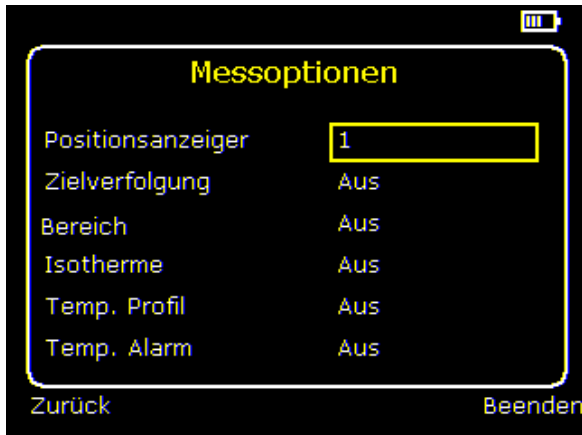 Messoptionen
Positionsanzeiger 1
Zielverfolgung Aus
Bereich Aus
Isotherme Aus
Temp. Profil Aus
Temp. Alarm Aus
Zurück Beenden